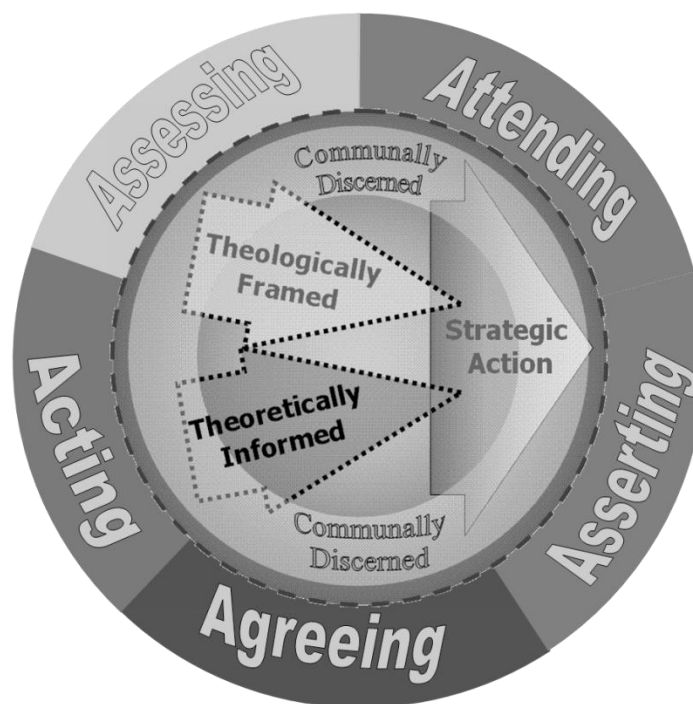 Assessing
Attending
Communally
Discerned
Theologically
Framed
Strategic
Action
Theoretically
Informed
Communally
Discerned
Acting
Asserting
Agreeing